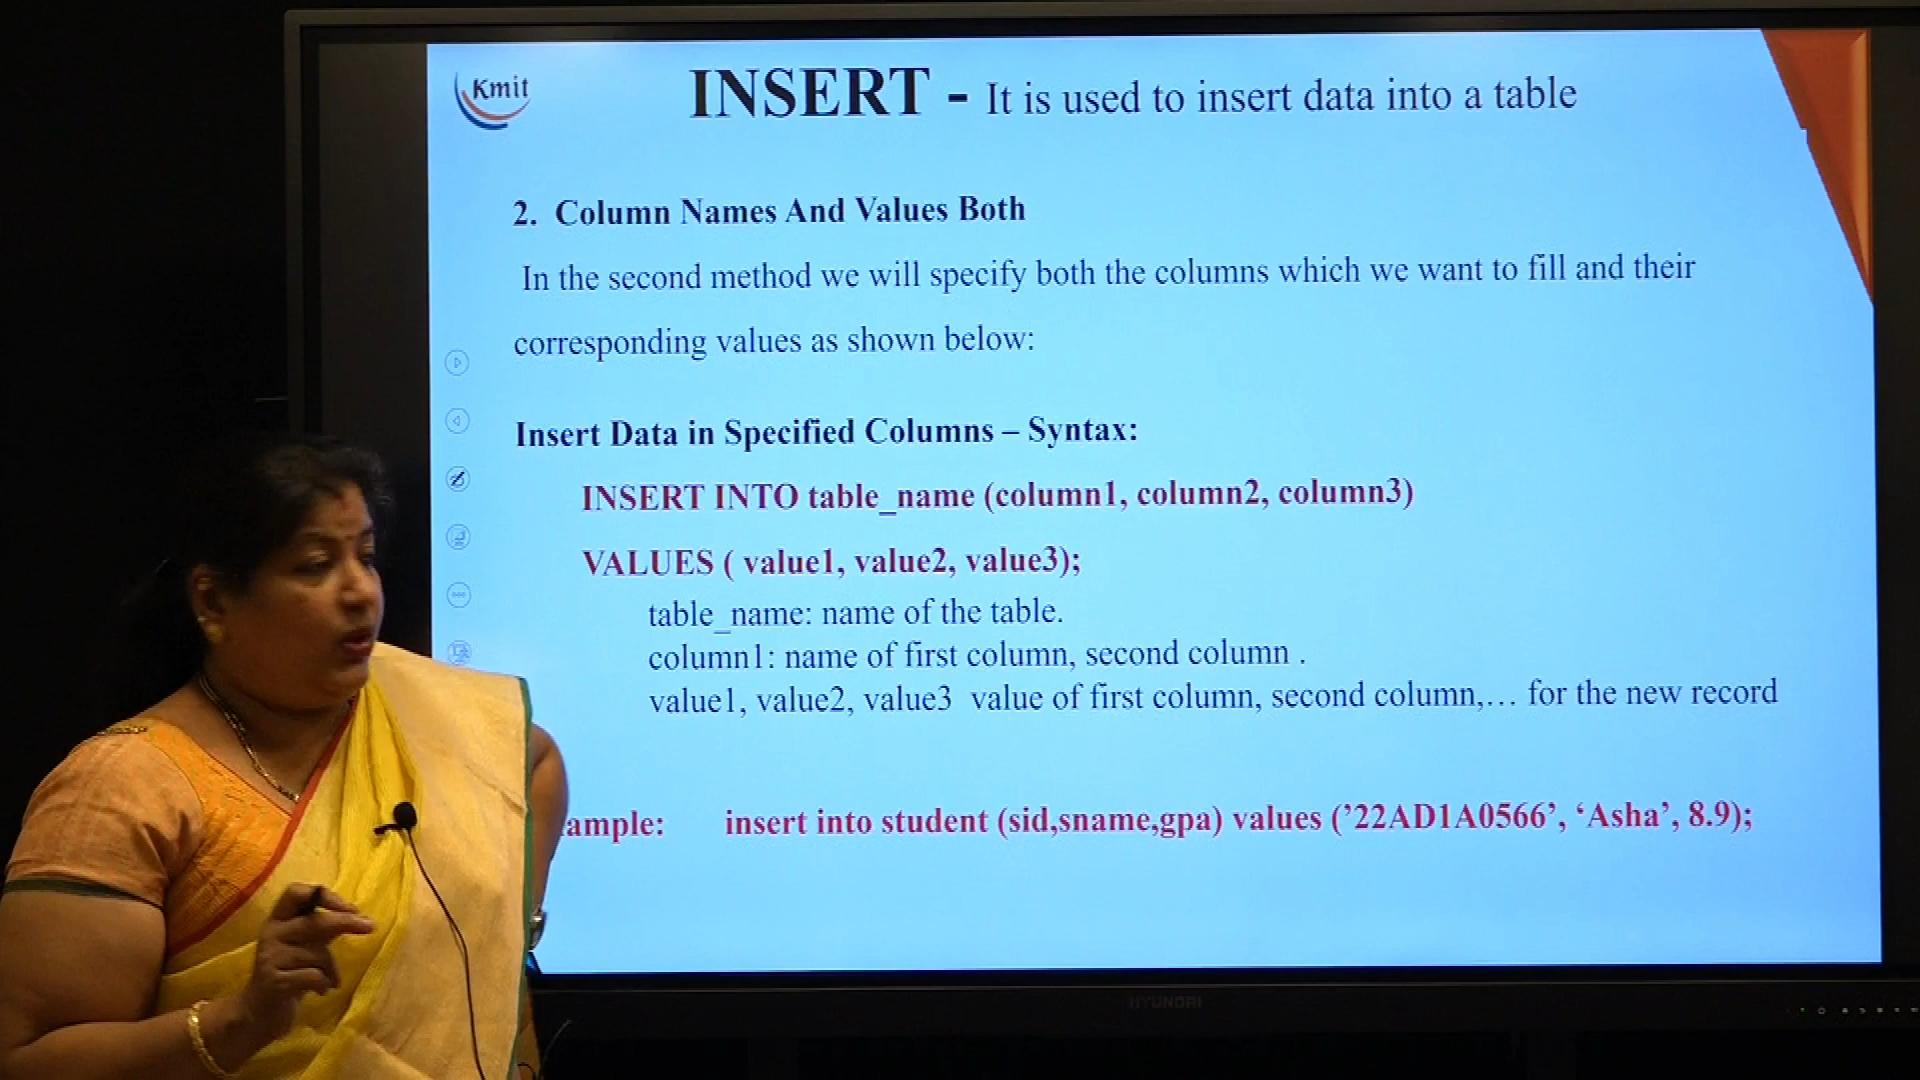 Kmit
INSERT - It is used to insert data into a table
2. Column Names And Values Both
In the second method we will specify both the columns which we want to fill and their
corresponding values as shown below:
Insert Data in Specified Columns – Syntax:
INSERT INTO table_name (column1, column2, column3)
VALUES ( value1, value2, value3);
table_name: name of the table.
column1: name of first column, second column .
value1, value2, value3 value of first column, second column,… for the new record
ample: insert into student (sid,sname,gpa) values (’22AD1A0566’, ‘Asha’, 8.9);
HYUNDAI